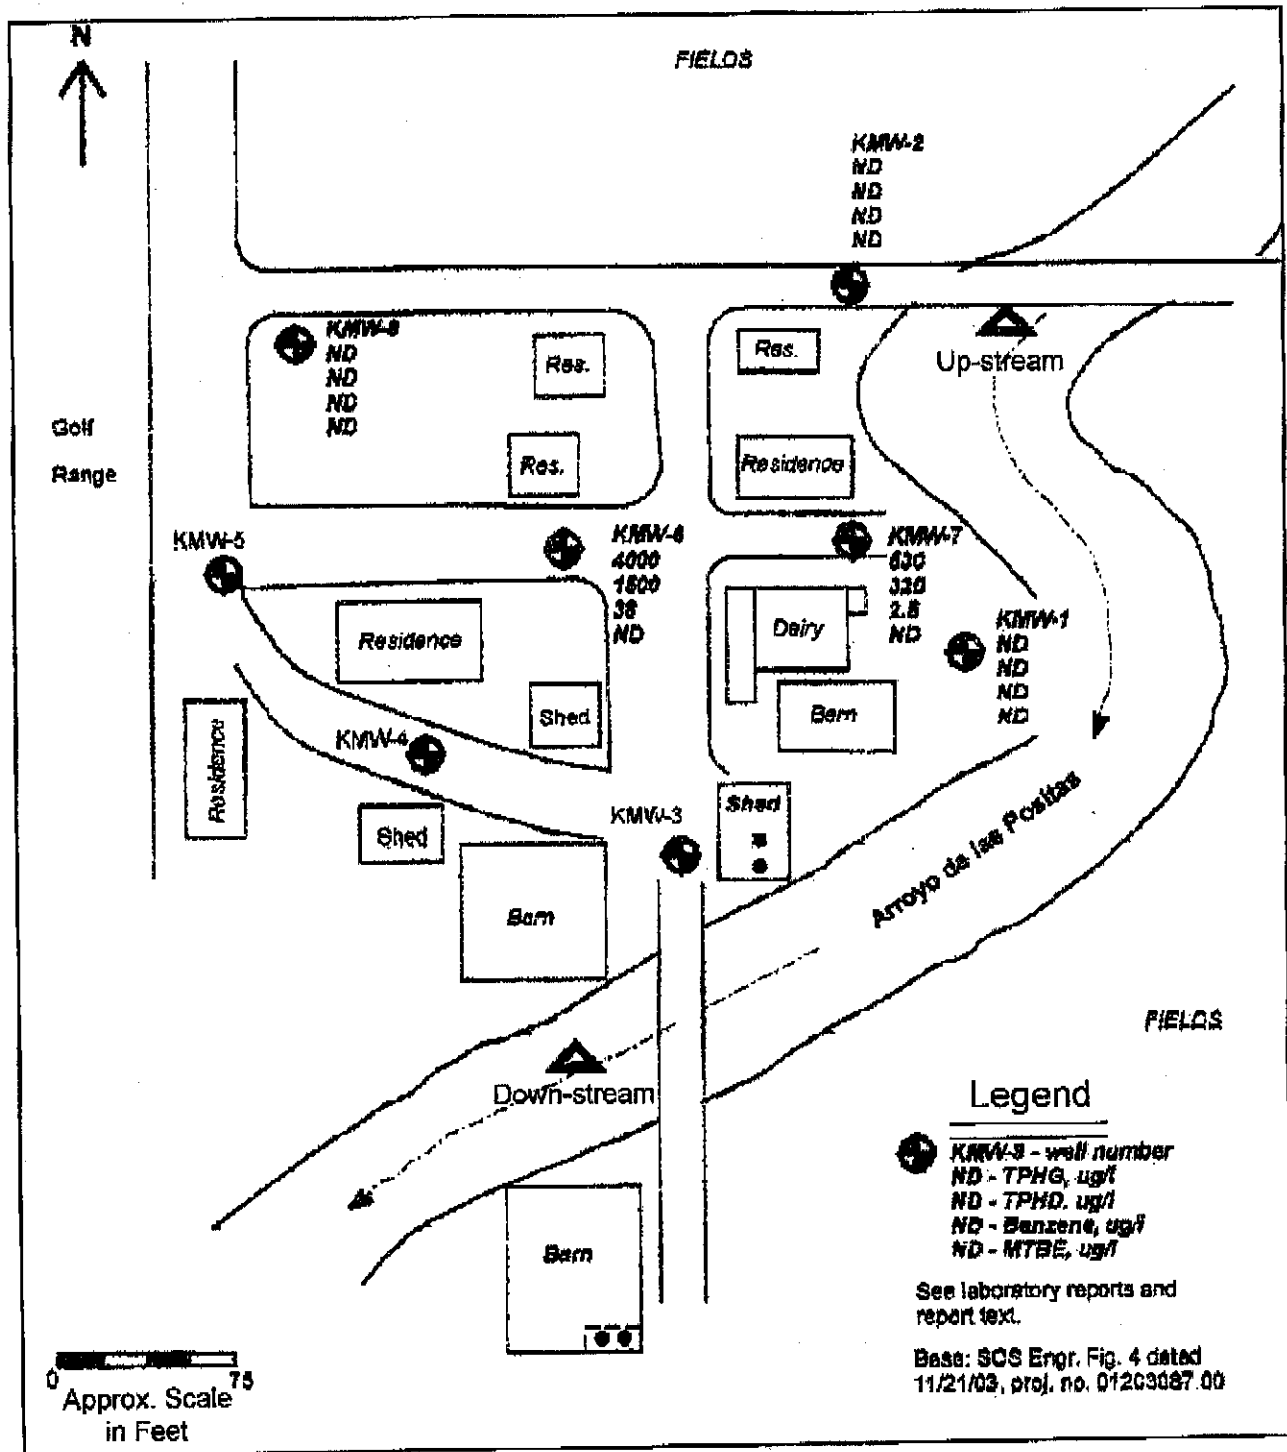 N
FIELDS
KMW-2
ND
ND
ND
ND
KMW-8
ND
ND
ND
ND
Res.
Res.
Up-stream
Golf
Range
Res.
Residence
KMW-5
KMW-6
4000
1500
38
ND
KMW-7
630
320
2.8
ND
KMW-1
ND
ND
ND
ND
Residence
Dairy
Shed
Barn
Residence
KMW-4
Shed
KMW-3
Shed
Barn
Arroyo de las Positas
FIELDS
Down-stream
Barn
Legend
KMW-3 - well number
ND - TPHG, ug/l
ND - TPHD, ug/l
ND - Benzene, ug/l
ND - MTBE, ug/l
See laboratory reports and
report text.
Base: SCS Engr. Fig. 4 dated
11/21/03, proj. no. 01203087.00
0 75
Approx. Scale
in Feet